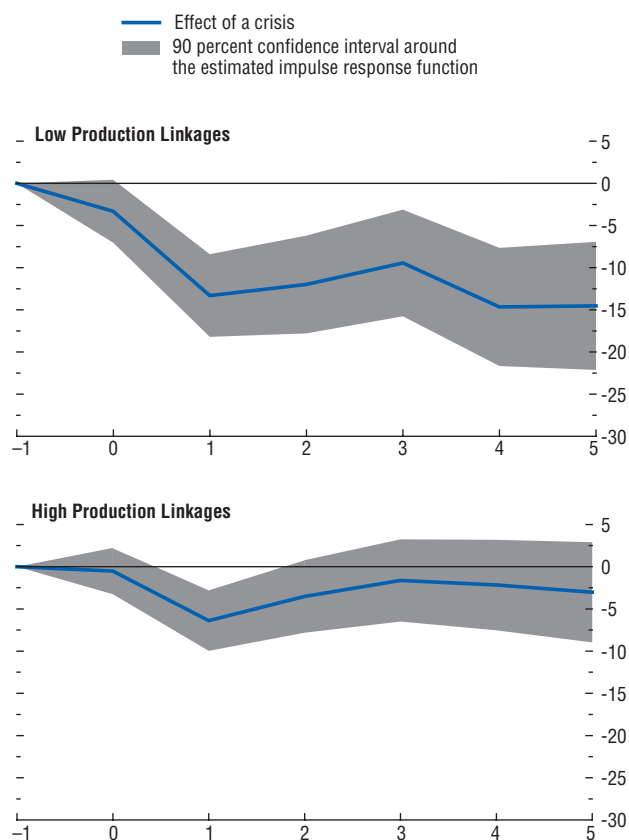 Effect of a crisis
90 percent confidence interval around
the estimated impulse response function
Low Production Linkages
5
0
-5
-10
-15
-20
-25
-30
–1 0 1 2 3 4 5
High Production Linkages
5
0
-5
-10
-15
-20
-25
-30
–1 0 1 2 3 4 5